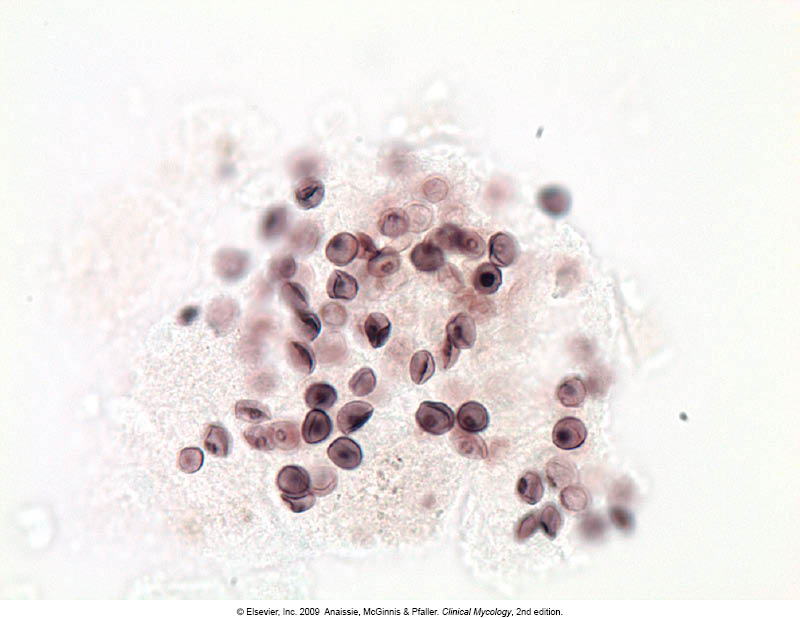 © Elsevier, Inc. 2009 Anaissie, McGinnis & Pfaller. Clinical Mycology, 2nd edition.